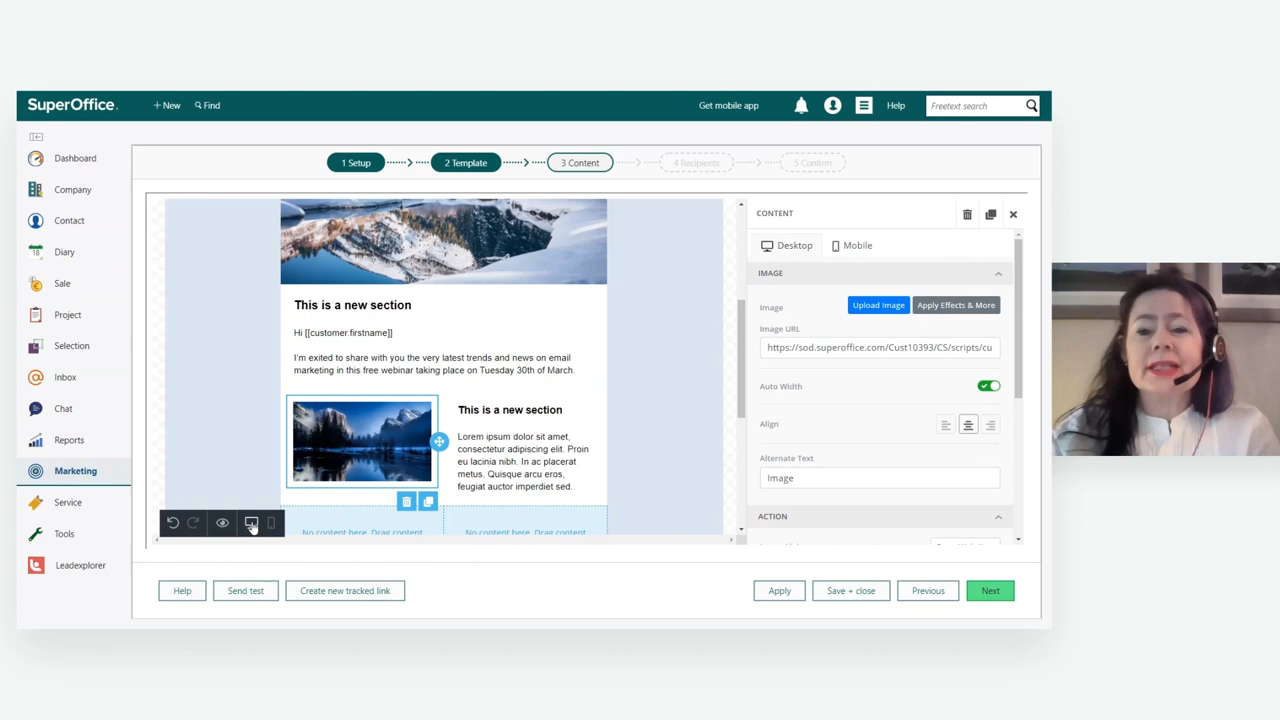 SuperOffice.
+ New
Find
Get mobile app
Help
Freetext search
Dashboard
Company
Contact
18
Diary
Sale
Project
Selection
Inbox
Chat
Reports
Marketing
Service
Tools
Leadexplorer
1 Setup
2 Template
3 Content
4 Recipients
5 Confirm
This is a new section
Hi [[customer.firstname]]
I'm exited to share with you the very latest trends and news on email
marketing in this free webinar taking place on Tuesday 30th of March.
This is a new section
Lorem ipsum dolor sit amet,
consectetur adipiscing elit. Proin
eu lacinia nibh. In ac placerat
metus. Quisque arcu eros,
feugiat auctor imperdiet sed.
No content here. Drag content
No content here. Drag content
CONTENT
Desktop
Mobile
IMAGE
Image
Upload Image
Apply Effects & More
Image URL
https://sod.superoffice.com/Cust10393/CS/scripts/cu
Auto Width
Align
Alternate Text
Image
ACTION
Help
Send test
Create new tracked link
Apply
Save + close
Previous
Next